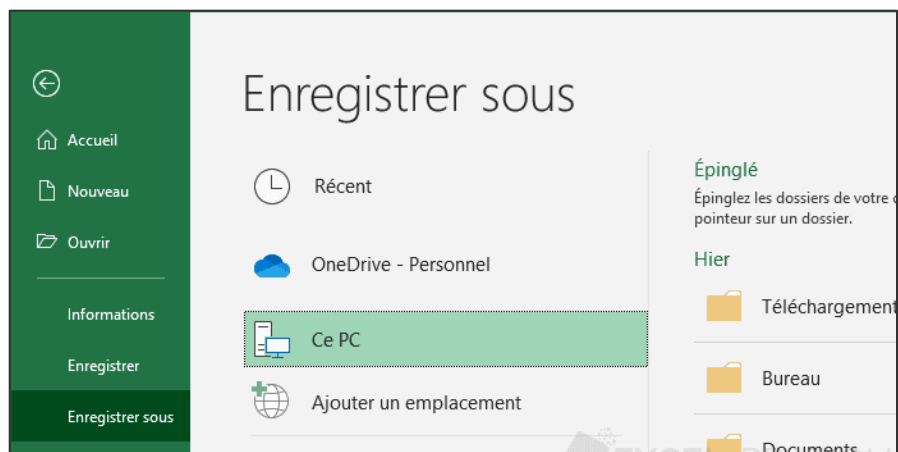 Enregistrer sous
Accueil
Nouveau
Ouvrir
Informations
Enregistrer
Enregistrer sous
Récent
OneDrive - Personnel
Ce PC
Ajouter un emplacement
Épinglé
Épinglez les dossiers de votre
pointeur sur un dossier.
Hier
Téléchargement
Bureau
Documents